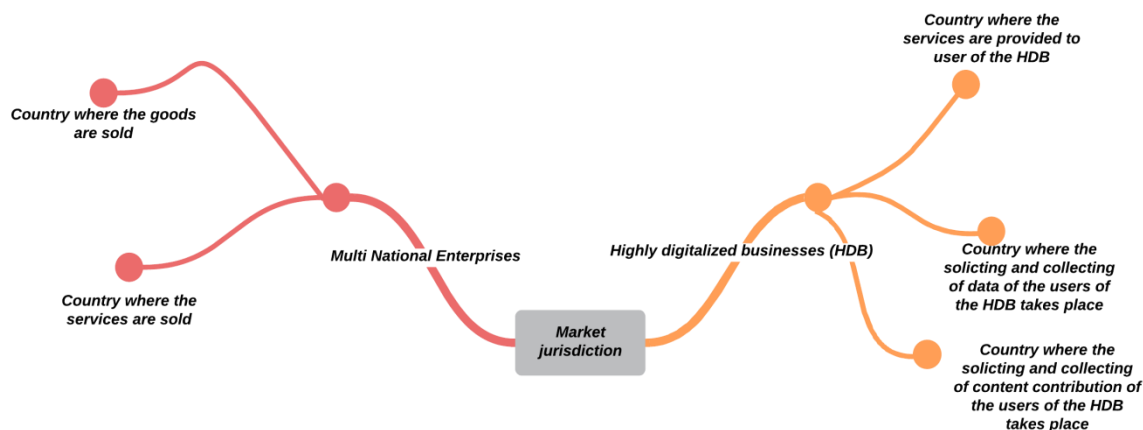 Country where the goods
are sold
Country where the
services are sold
Multi National Enterprises
Market
jurisdiction
Highly digitalized businesses (HDB)
Country where the
services are provided to
user of the HDB
Country where the
solicting and collecting
of data of the users of
the HDB takes place
Country where the
solicting and collecting
of content contribution of
the users of the HDB
takes place